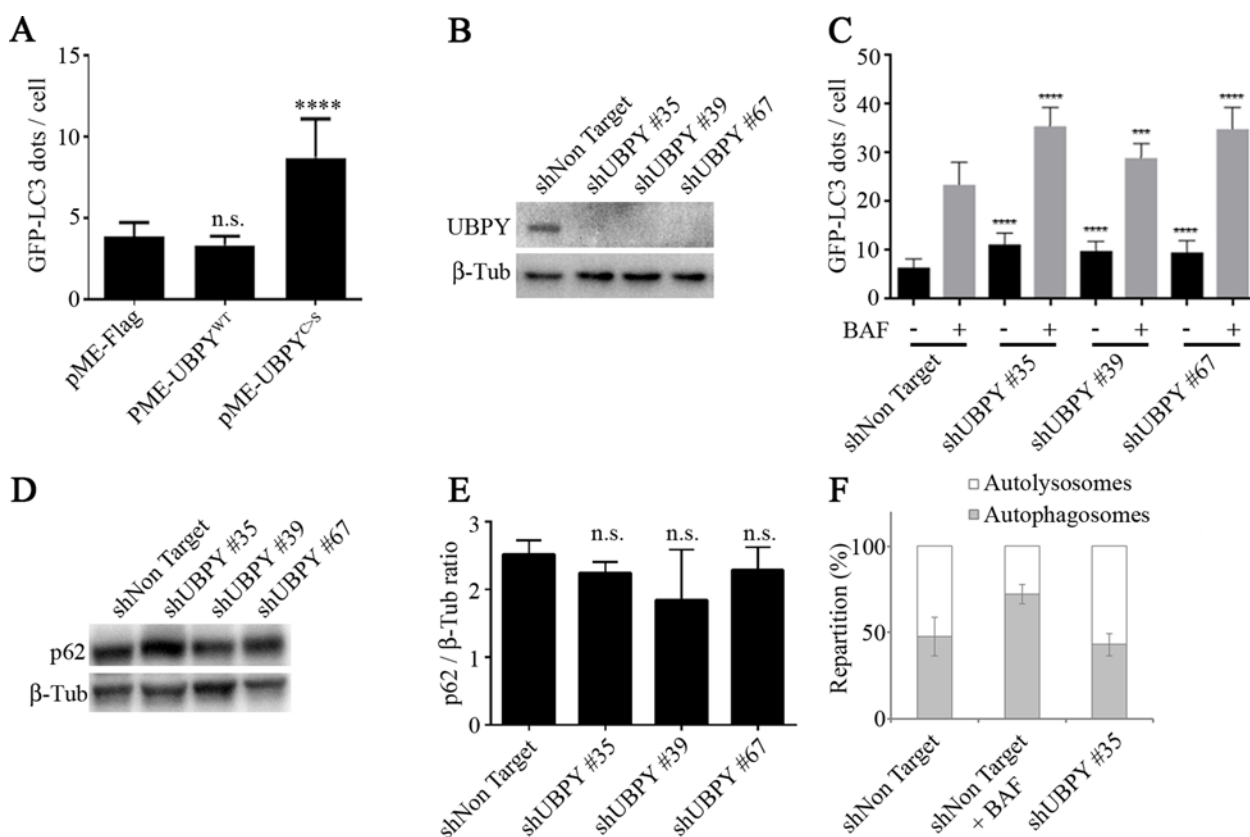 A
GFP-LC3 dots / cell
15
10
5
0
****
n.s.
pME-Flag
PME-UBPY^WT
pME-UBPY^C>S
B
shNon Target
shUBPY #35
shUBPY #39
shUBPY #67
UBPY
β-Tub
C
GFP-LC3 dots / cell
50
40
30
20
10
0
****
****
***
****
****
****
BAF - + - + - + - +
shNon Target
shUBPY #35
shUBPY #39
shUBPY #67
D
shNon Target
shUBPY #35
shUBPY #39
shUBPY #67
p62
β-Tub
E
p62 / β-Tub ratio
3
2
1
0
n.s.
n.s.
n.s.
shNon Target
shUBPY #35
shUBPY #39
shUBPY #67
F
Autolysosomes
Autophagosomes
Repartition (%)
100
50
0
shNon Target
shNon Target
+ BAF
shUBPY #35